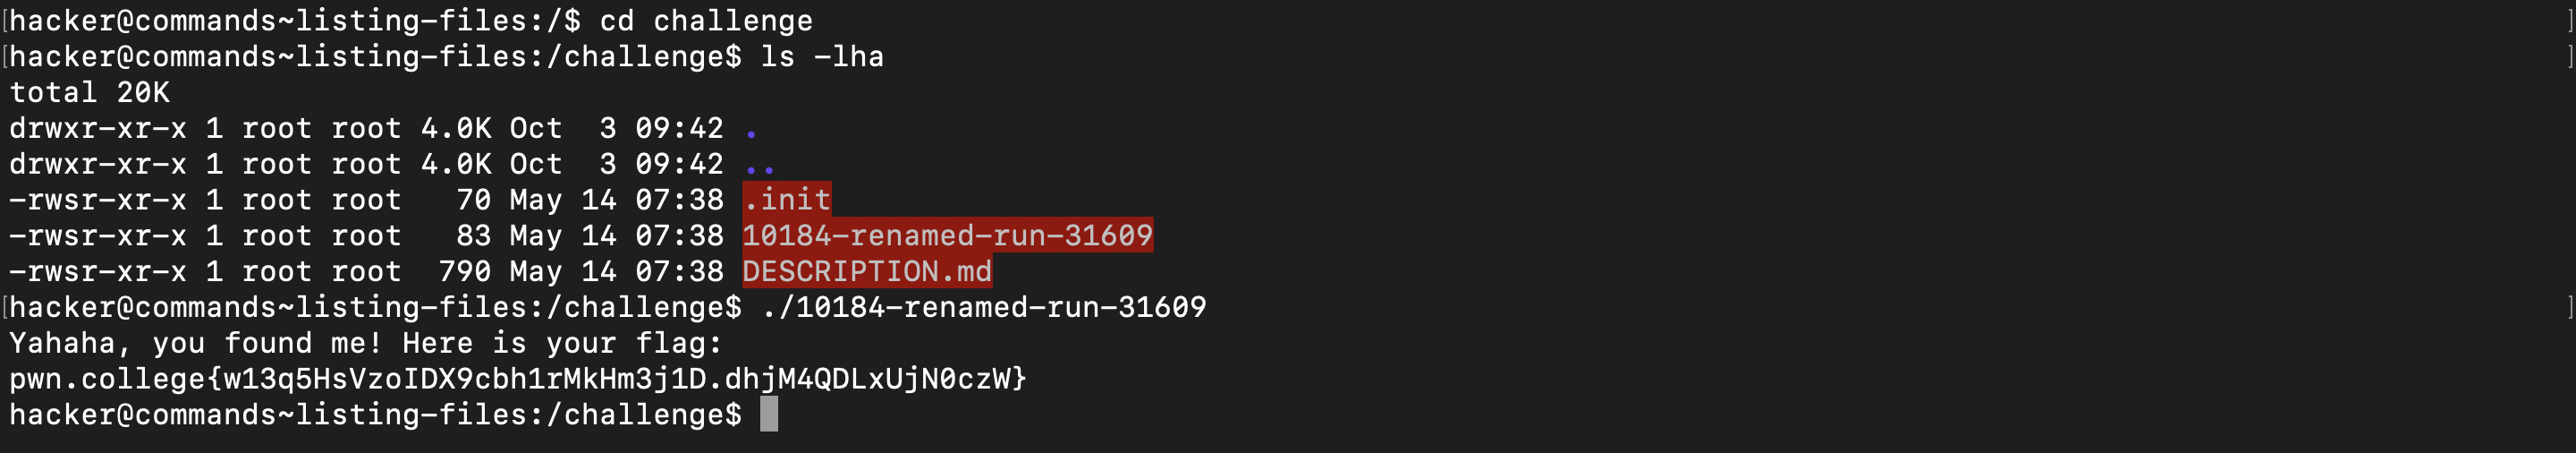 [hacker@commands~listing-files:/$ cd challenge ]
[hacker@commands~listing-files:/challenge$ ls -lha ]
total 20K
drwxr-xr-x 1 root root 4.0K Oct  3 09:42 .
drwxr-xr-x 1 root root 4.0K Oct  3 09:42 ..
-rwsr-xr-x 1 root root   70 May 14 07:38 .init
-rwsr-xr-x 1 root root   83 May 14 07:38 10184-renamed-run-31609
-rwsr-xr-x 1 root root  790 May 14 07:38 DESCRIPTION.md
[hacker@commands~listing-files:/challenge$ ./10184-renamed-run-31609 ]
Yahaha, you found me! Here is your flag:
pwn.college{w13q5HsVzoIDX9cbh1rMkHm3j1D.dhjM4QDLxUjN0czW}
hacker@commands~listing-files:/challenge$